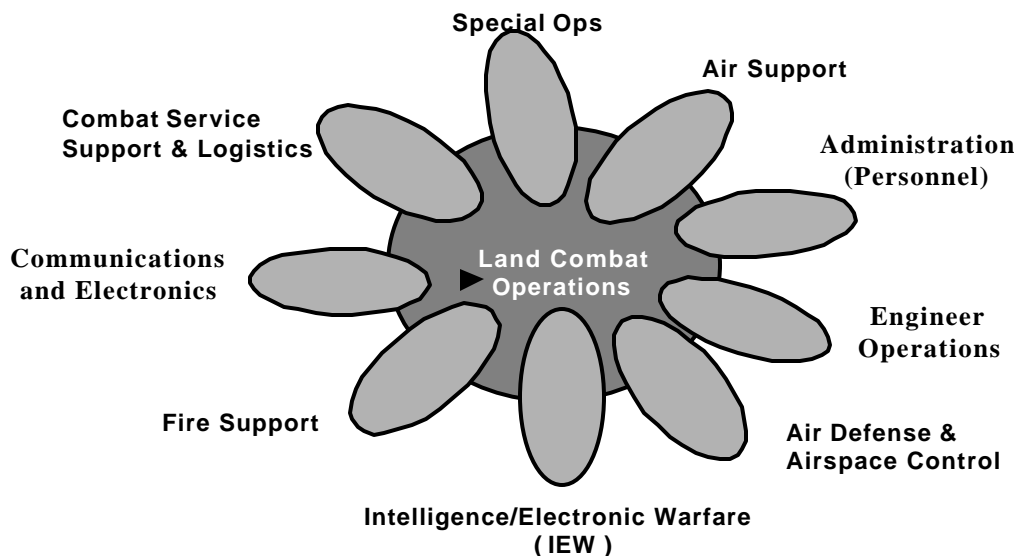 Special Ops
Air Support
Combat Service
Support & Logistics
Administration
(Personnel)
Land Combat
Operations
Communications
and Electronics
Engineer
Operations
Fire Support
Air Defense &
Airspace Control
Intelligence/Electronic Warfare
( IEW )